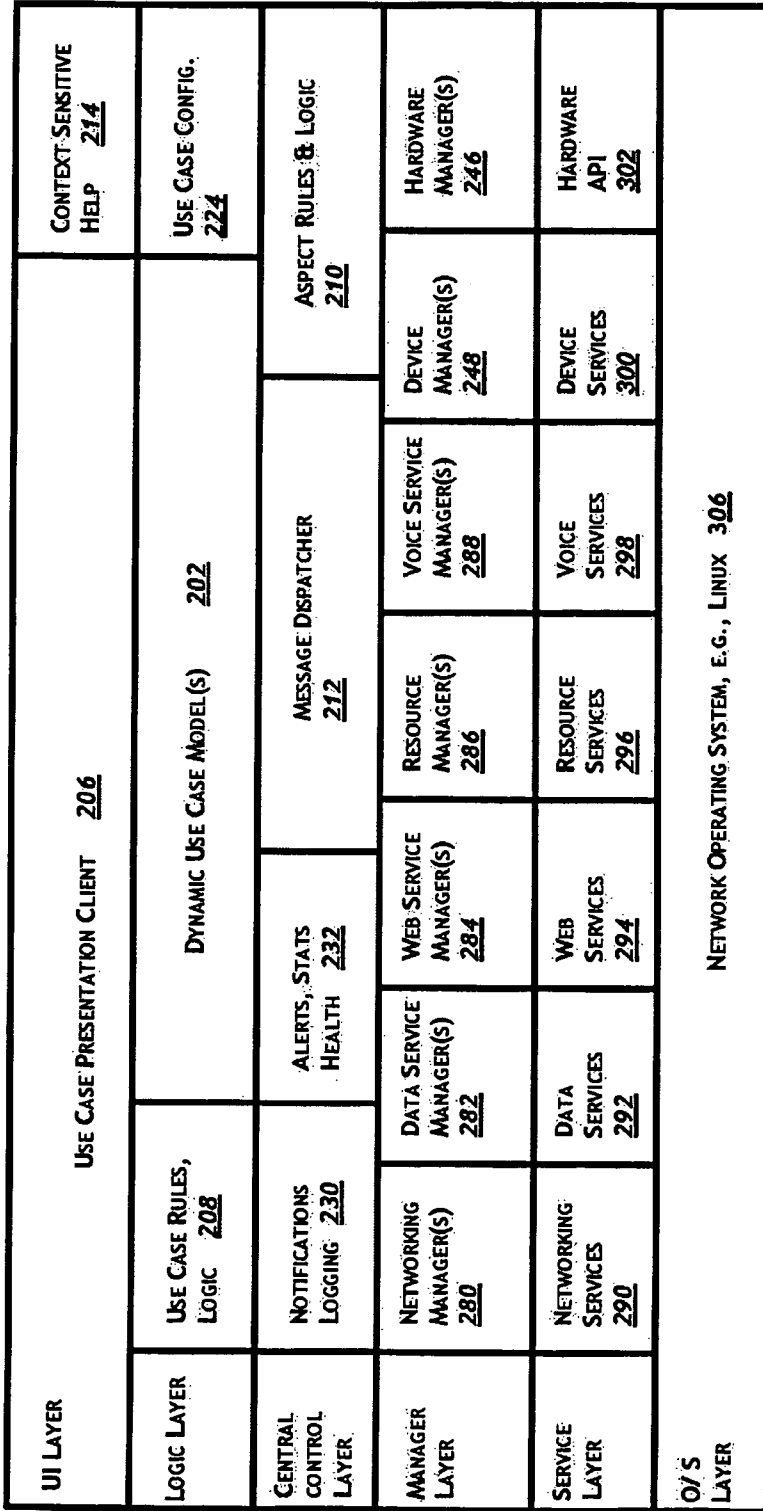 UI LAYER
USE CASE PRESENTATION CLIENT 206
CONTEXT SENSITIVE
HELP 214
LOGIC LAYER
USE CASE RULES,
LOGIC 208
DYNAMIC USE CASE MODEL(S) 202
USE CASE CONFIG.
224
CENTRAL
CONTROL
LAYER
NOTIFICATIONS
LOGGING 230
ALERTS, STATS
HEALTH 232
MESSAGE DISPATCHER
212
ASPECT RULES & LOGIC
210
MANAGER
LAYER
NETWORKING
MANAGER(S)
280
DATA SERVICE
MANAGER(S)
282
WEB SERVICE
MANAGER(S)
284
RESOURCE
MANAGER(S)
286
VOICE SERVICE
MANAGER(S)
288
DEVICE
MANAGER(S)
248
HARDWARE
MANAGER(S)
246
SERVICE
LAYER
NETWORKING
SERVICES
290
DATA
SERVICES
292
WEB
SERVICES
294
RESOURCE
SERVICES
296
VOICE
SERVICES
298
DEVICE
SERVICES
300
HARDWARE
API
302
O/S
LAYER
NETWORK OPERATING SYSTEM, E.G., LINUX 306